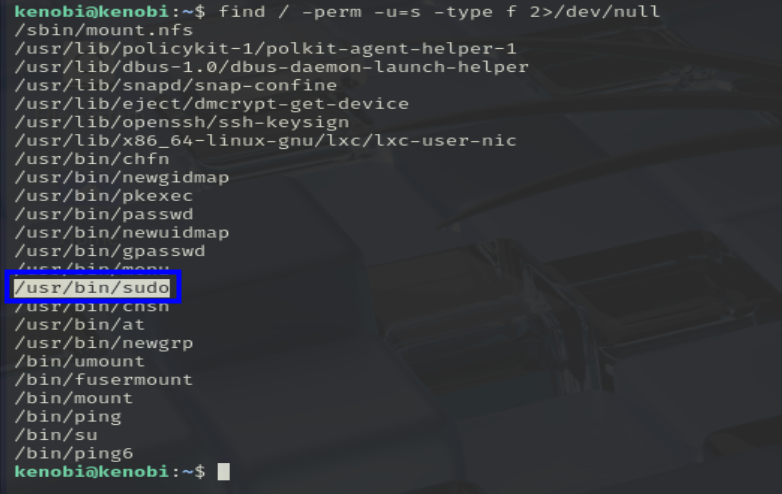 kenobi@kenobi:~$ find / -perm -u=s -type f 2>/dev/null
/sbin/mount.nfs
/usr/lib/policykit-1/polkit-agent-helper-1
/usr/lib/dbus-1.0/dbus-daemon-launch-helper
/usr/lib/snapd/snap-confine
/usr/lib/eject/dmcrypt-get-device
/usr/lib/openssh/ssh-keysign
/usr/lib/x86_64-linux-gnu/lxc/lxc-user-nic
/usr/bin/chfn
/usr/bin/newgidmap
/usr/bin/pkexec
/usr/bin/passwd
/usr/bin/newuidmap
/usr/bin/gpasswd
/usr/bin/menu
/usr/bin/sudo
/usr/bin/chsh
/usr/bin/at
/usr/bin/newgrp
/bin/umount
/bin/fusermount
/bin/mount
/bin/ping
/bin/su
/bin/ping6
kenobi@kenobi:~$